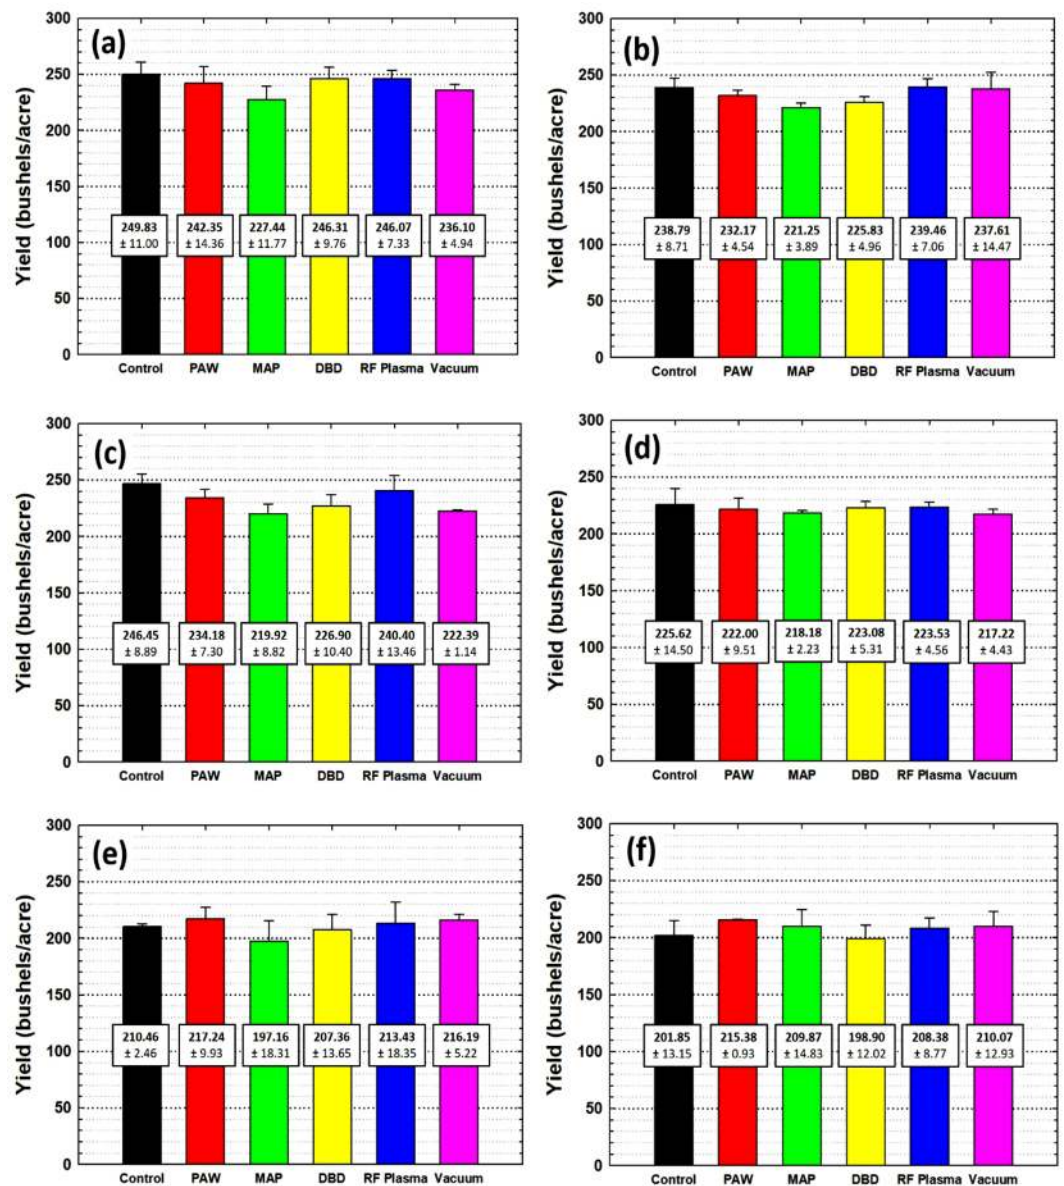 (a)
Yield (bushels/acre)
300
250
200
150
100
50
0
249.83 242.35 227.44 246.31 246.07 236.10
± 11.00 ± 14.36 ± 11.77 ± 9.76 ± 7.33 ± 4.94
Control PAW MAP DBD RF Plasma Vacuum
(b)
Yield (bushels/acre)
300
250
200
150
100
50
0
238.79 232.17 221.25 225.83 239.46 237.61
± 8.71 ± 4.54 ± 3.89 ± 4.96 ± 7.06 ± 14.47
Control PAW MAP DBD RF Plasma Vacuum
(c)
Yield (bushels/acre)
300
250
200
150
100
50
0
246.45 234.18 219.92 226.90 240.40 222.39
± 8.89 ± 7.30 ± 8.82 ± 10.40 ± 13.46 ± 1.14
Control PAW MAP DBD RF Plasma Vacuum
(d)
Yield (bushels/acre)
300
250
200
150
100
50
0
225.62 222.00 218.18 223.08 223.53 217.22
± 14.50 ± 9.51 ± 2.23 ± 5.31 ± 4.56 ± 4.43
Control PAW MAP DBD RF Plasma Vacuum
(e)
Yield (bushels/acre)
300
250
200
150
100
50
0
210.46 217.24 197.16 207.36 213.43 216.19
± 2.46 ± 9.93 ± 18.31 ± 13.65 ± 18.35 ± 5.22
Control PAW MAP DBD RF Plasma Vacuum
(f)
Yield (bushels/acre)
300
250
200
150
100
50
0
201.85 215.38 209.87 198.90 208.38 210.07
± 13.15 ± 0.93 ± 14.83 ± 12.02 ± 8.77 ± 12.93
Control PAW MAP DBD RF Plasma Vacuum